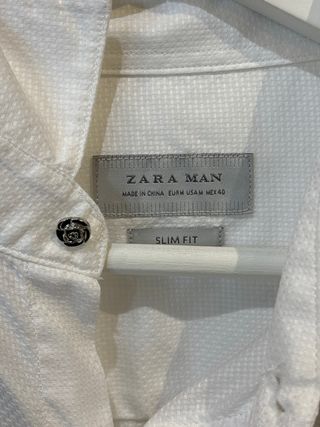 ZARA MAN
MADE IN CHINA EUR M USA M MEX 40
SLIM FIT